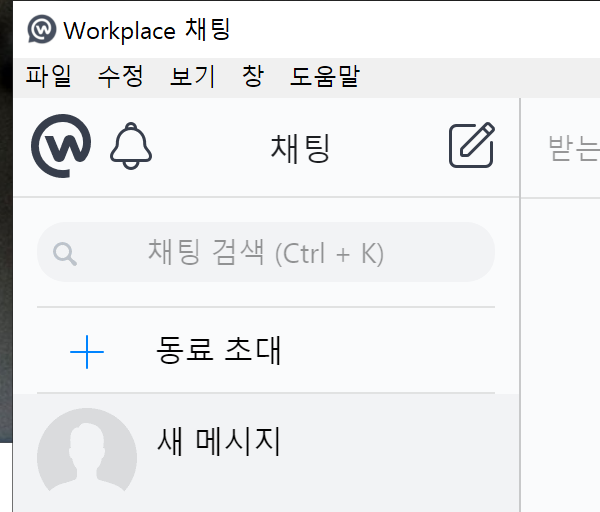 Workplace 채팅
파일 수정 보기 창 도움말
채팅
받는
채팅 검색 (Ctrl + K)
동료 초대
새 메시지